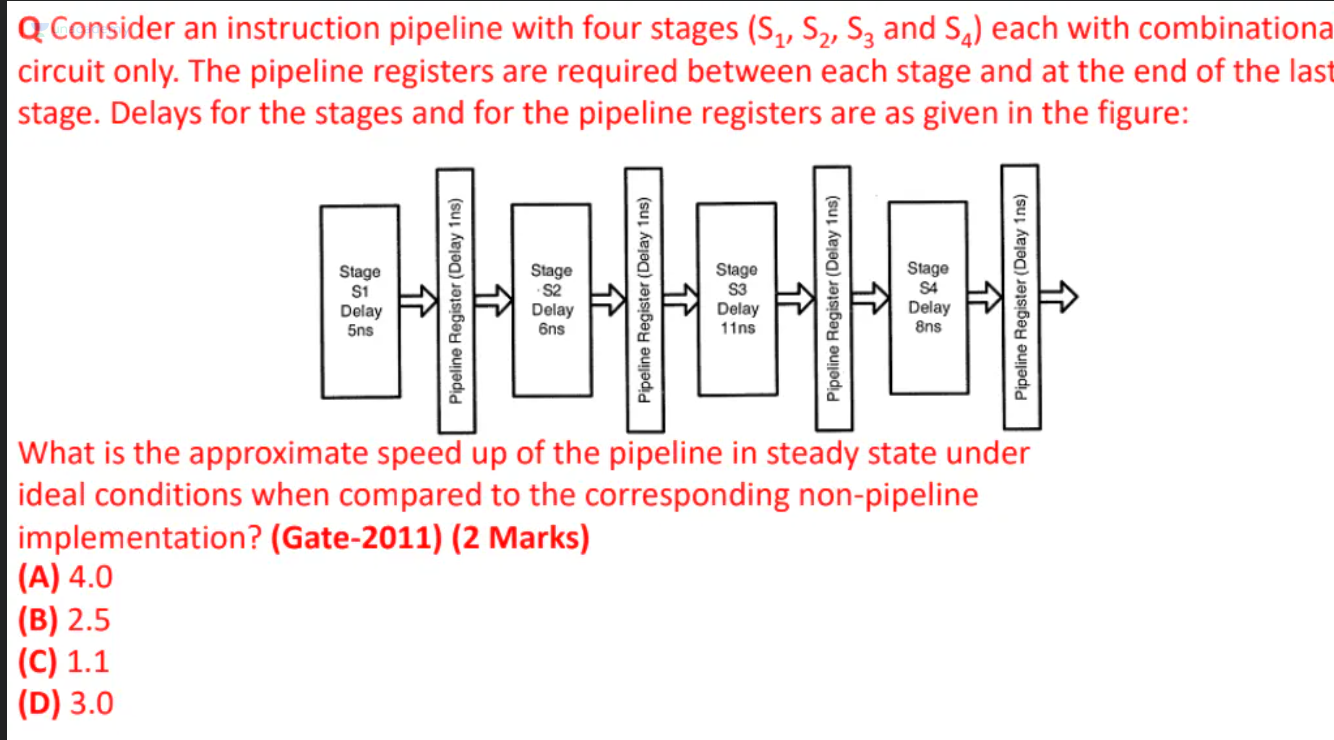 Q Consider an instruction pipeline with four stages (S1, S2, S3 and S4) each with combinationa
circuit only. The pipeline registers are required between each stage and at the end of the last
stage. Delays for the stages and for the pipeline registers are as given in the figure:
Stage
S1
Delay
5ns
Pipeline Register (Delay 1ns)
Stage
S2
Delay
6ns
Pipeline Register (Delay 1ns)
Stage
S3
Delay
11ns
Pipeline Register (Delay 1ns)
Stage
S4
Delay
8ns
Pipeline Register (Delay 1ns)
What is the approximate speed up of the pipeline in steady state under
ideal conditions when compared to the corresponding non-pipeline
implementation? (Gate-2011) (2 Marks)
(A) 4.0
(B) 2.5
(C) 1.1
(D) 3.0